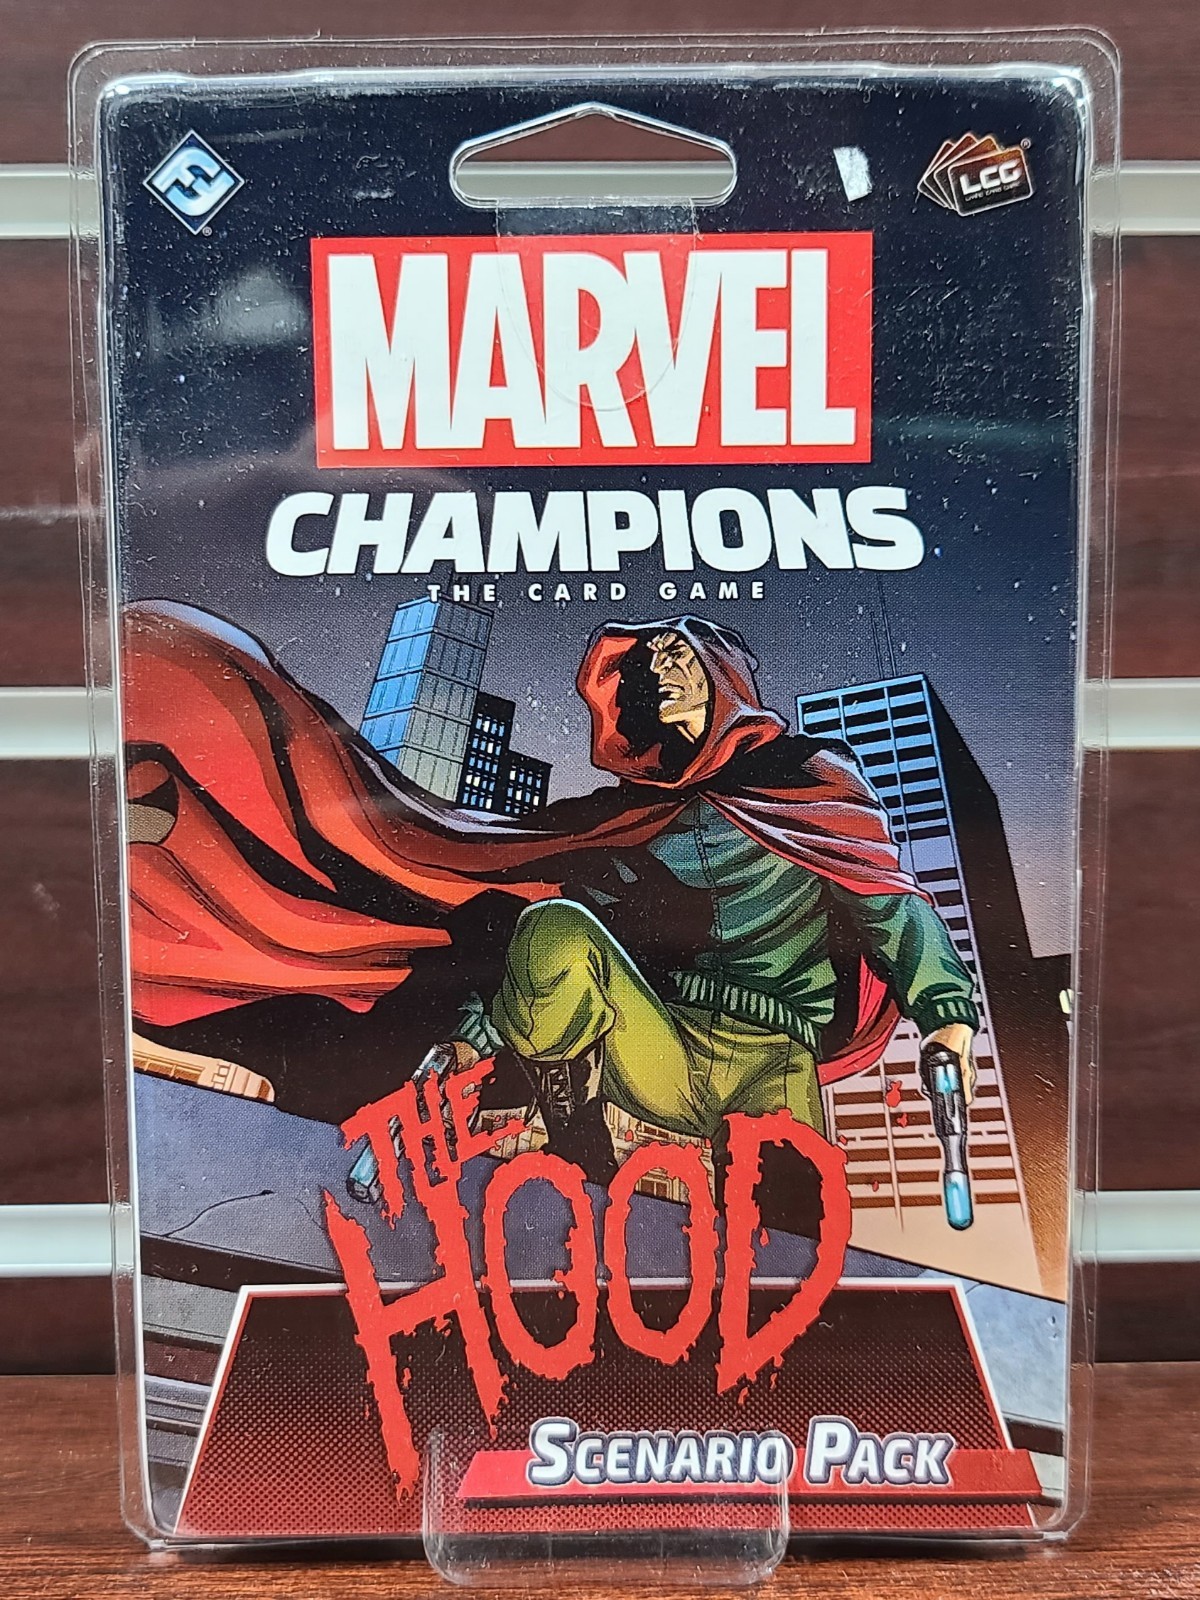 LCG
MARVEL
CHAMPIONS
THE CARD GAME
THE
HOOD
SCENARIO PACK